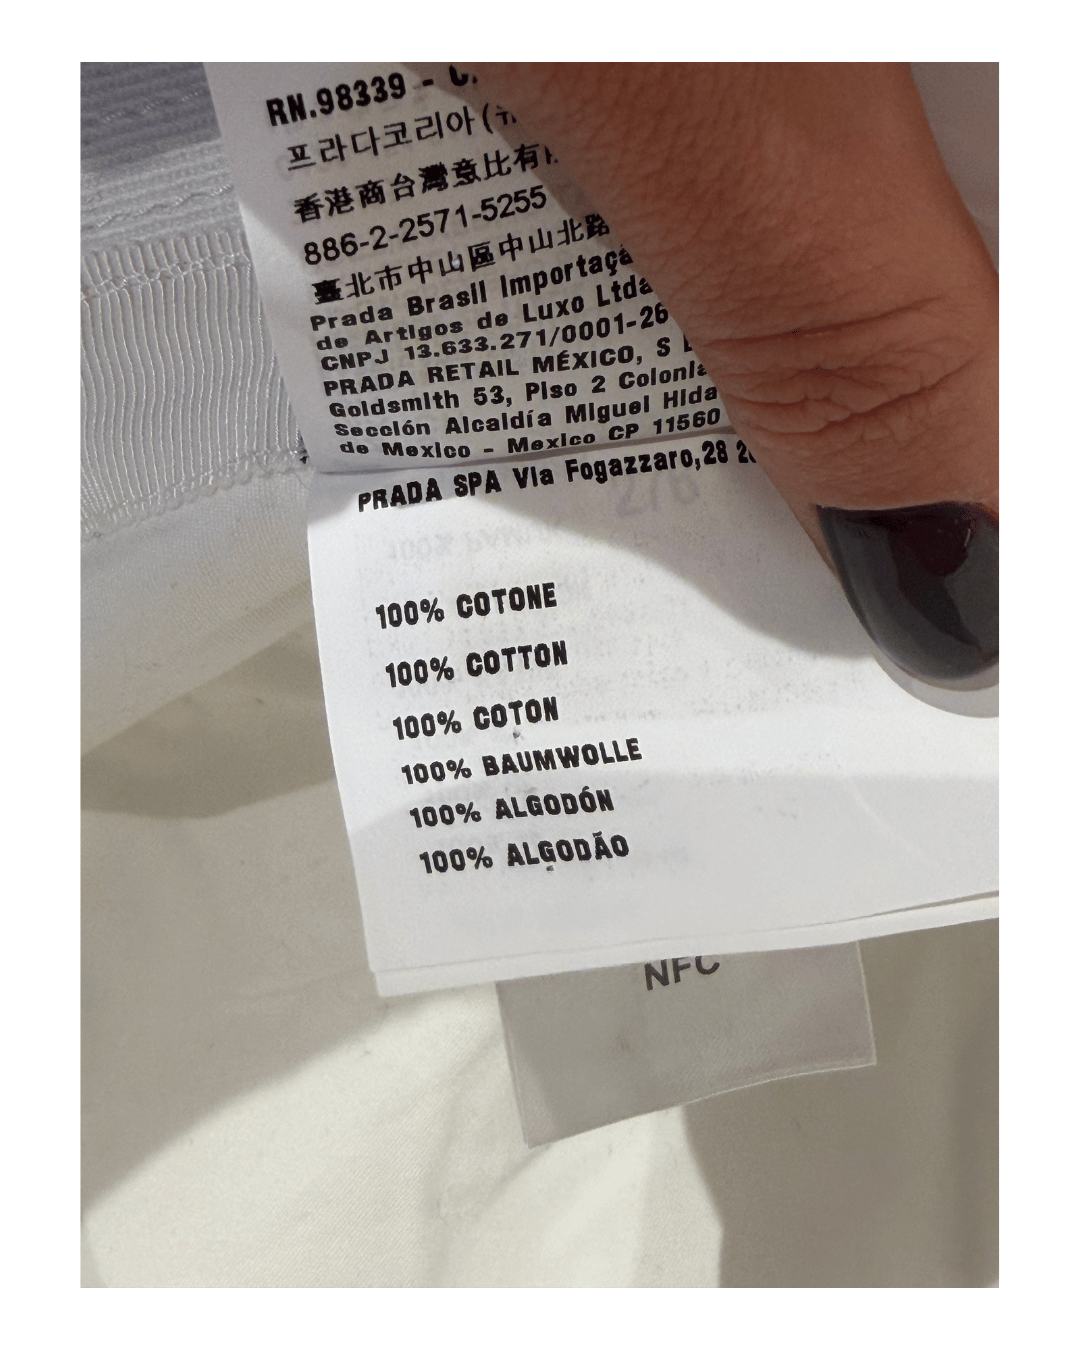 RN.98339 - C.
프라다코리아(유
香港商台灣意比有
886-2-2571-5255
臺北市中山區中山北路
Prada Brasil Importaça
de Artigos de Luxo Ltda
CNPJ 13.633.271/0001-26
PRADA RETAIL MÉXICO, S
Goldsmith 53, Piso 2 Colonia
Sección Alcaldía Miguel Hida
de Mexico - Mexico CP 11560
PRADA SPA Via Fogazzaro,28
100% COTONE
100% COTTON
100% COTON
100% BAUMWOLLE
100% ALGODÓN
100% ALGODÃO
NFC